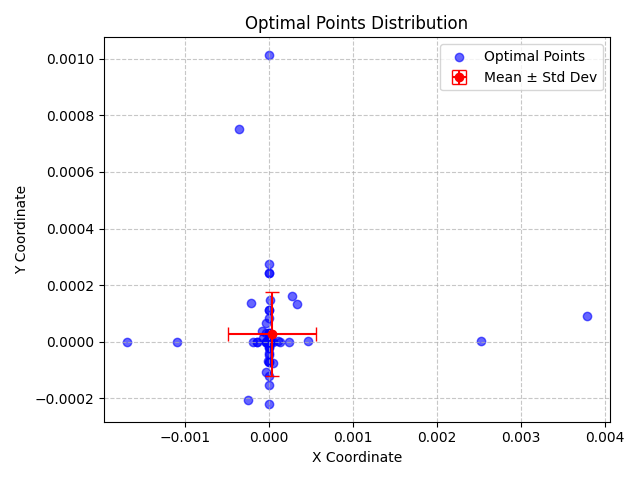 Optimal Points Distribution
Optimal Points
Mean ± Std Dev
Y Coordinate
0.0010
0.0008
0.0006
0.0004
0.0002
0.0000
−0.0002
−0.001 0.000 0.001 0.002 0.003 0.004
X Coordinate